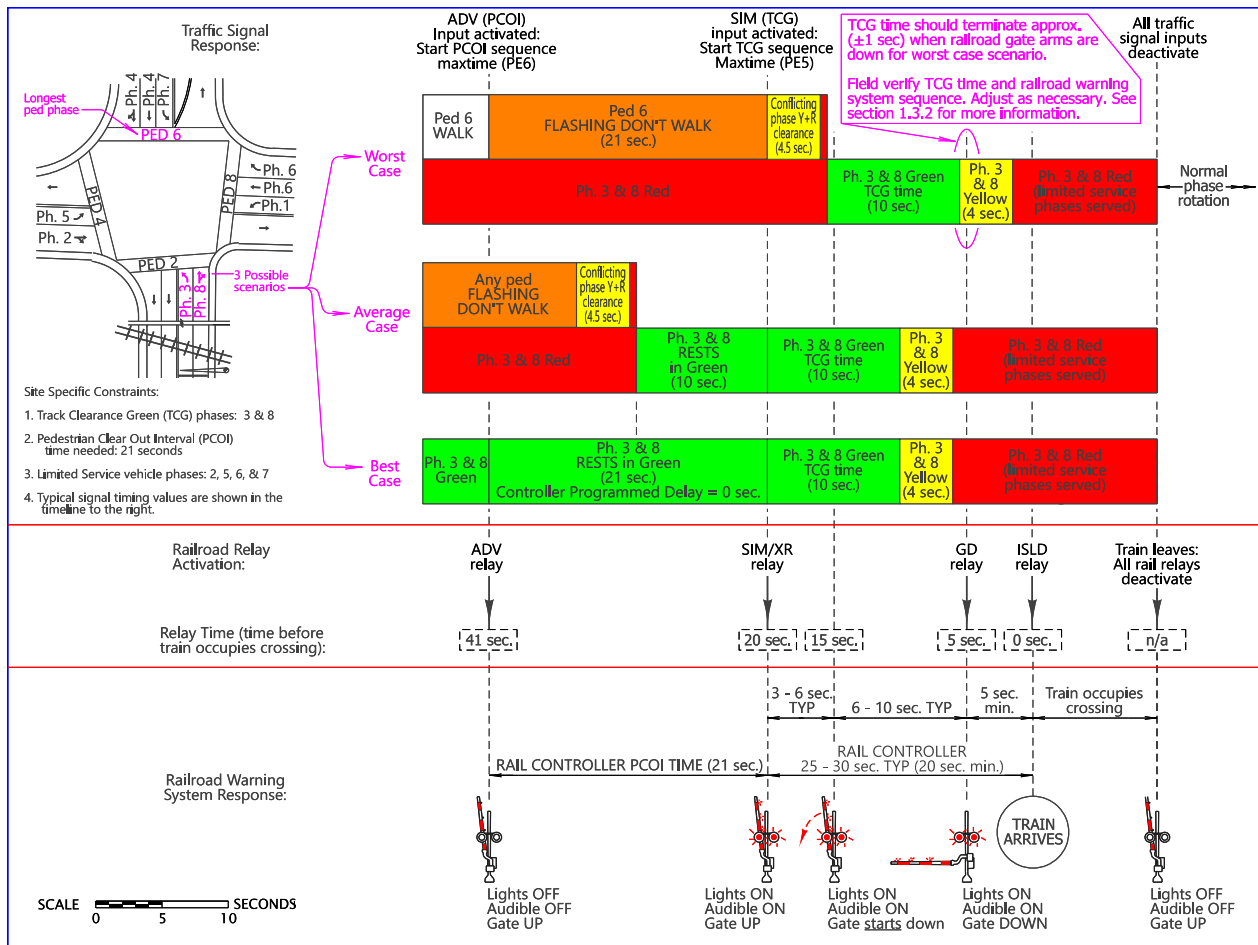 Traffic Signal
Response:
ADV (PCOI)
Input activated:
Start PCOI sequence
maxtime (PE6)
SIM (TCG)
input activated:
Start TCG sequence
Maxtime (PE5)
TCG time should terminate approx.
(±1 sec) when railroad gate arms are
down for worst case scenario.
Field verify TCG time and railroad warning
system sequence. Adjust as necessary. See
section 1.3.2 for more information.
All traffic
signal inputs
deactivate
Longest
ped phase
Ph. 4
Ph. 4
Ph. 7
PED 6
PED 8
PED 4
PED 2
Ph. 6
Ph.6
Ph.1
Ph. 5
Ph. 2
Ph. 3
Ph. 8
3 Possible
scenarios
Worst
Case
Ped 6
WALK
Ped 6
FLASHING DON'T WALK
(21 sec.)
Conflicting
phase Y+R
clearance
(4.5 sec.)
Ph. 3 & 8 Red
Ph. 3 & 8 Green
TCG time
(10 sec.)
Ph. 3
& 8
Yellow
(4 sec.)
Ph. 3 & 8 Red
(limited service
phases served)
Normal
phase
rotation
Average
Case
Any ped
FLASHING
DON'T WALK
Conflicting
phase Y+R
clearance
(4.5 sec.)
Ph. 3 & 8 Red
Ph. 3 & 8
RESTS
in Green
(10 sec.)
Ph. 3 & 8 Green
TCG time
(10 sec.)
Ph. 3
& 8
Yellow
(4 sec.)
Ph. 3 & 8 Red
(limited service
phases served)
Best
Case
Ph. 3 & 8
Green
Ph. 3 & 8
RESTS in Green
(21 sec.)
Controller Programmed Delay = 0 sec.
Ph. 3 & 8 Green
TCG time
(10 sec.)
Ph. 3
& 8
Yellow
(4 sec.)
Ph. 3 & 8 Red
(limited service
phases served)
Site Specific Constraints:
1. Track Clearance Green (TCG) phases: 3 & 8
2. Pedestrian Clear Out Interval (PCOI)
time needed: 21 seconds
3. Limited Service vehicle phases: 2, 5, 6, & 7
4. Typical signal timing values are shown in the
timeline to the right.
Railroad Relay
Activation:
ADV
relay
SIM/XR
relay
GD
relay
ISLD
relay
Train leaves:
All rail relays
deactivate
Relay Time (time before
train occupies crossing):
41 sec.
20 sec.
15 sec.
5 sec.
0 sec.
n/a
3 - 6 sec.
TYP
6 - 10 sec. TYP
5 sec.
min.
Train occupies
crossing
Railroad Warning
System Response:
RAIL CONTROLLER PCOI TIME (21 sec.)
RAIL CONTROLLER
25 - 30 sec. TYP (20 sec. min.)
TRAIN
ARRIVES
Lights OFF
Audible OFF
Gate UP
Lights ON
Audible ON
Gate UP
Lights ON
Audible ON
Gate starts down
Lights ON
Audible ON
Gate DOWN
Lights OFF
Audible OFF
Gate UP
SCALE
0
5
10
SECONDS